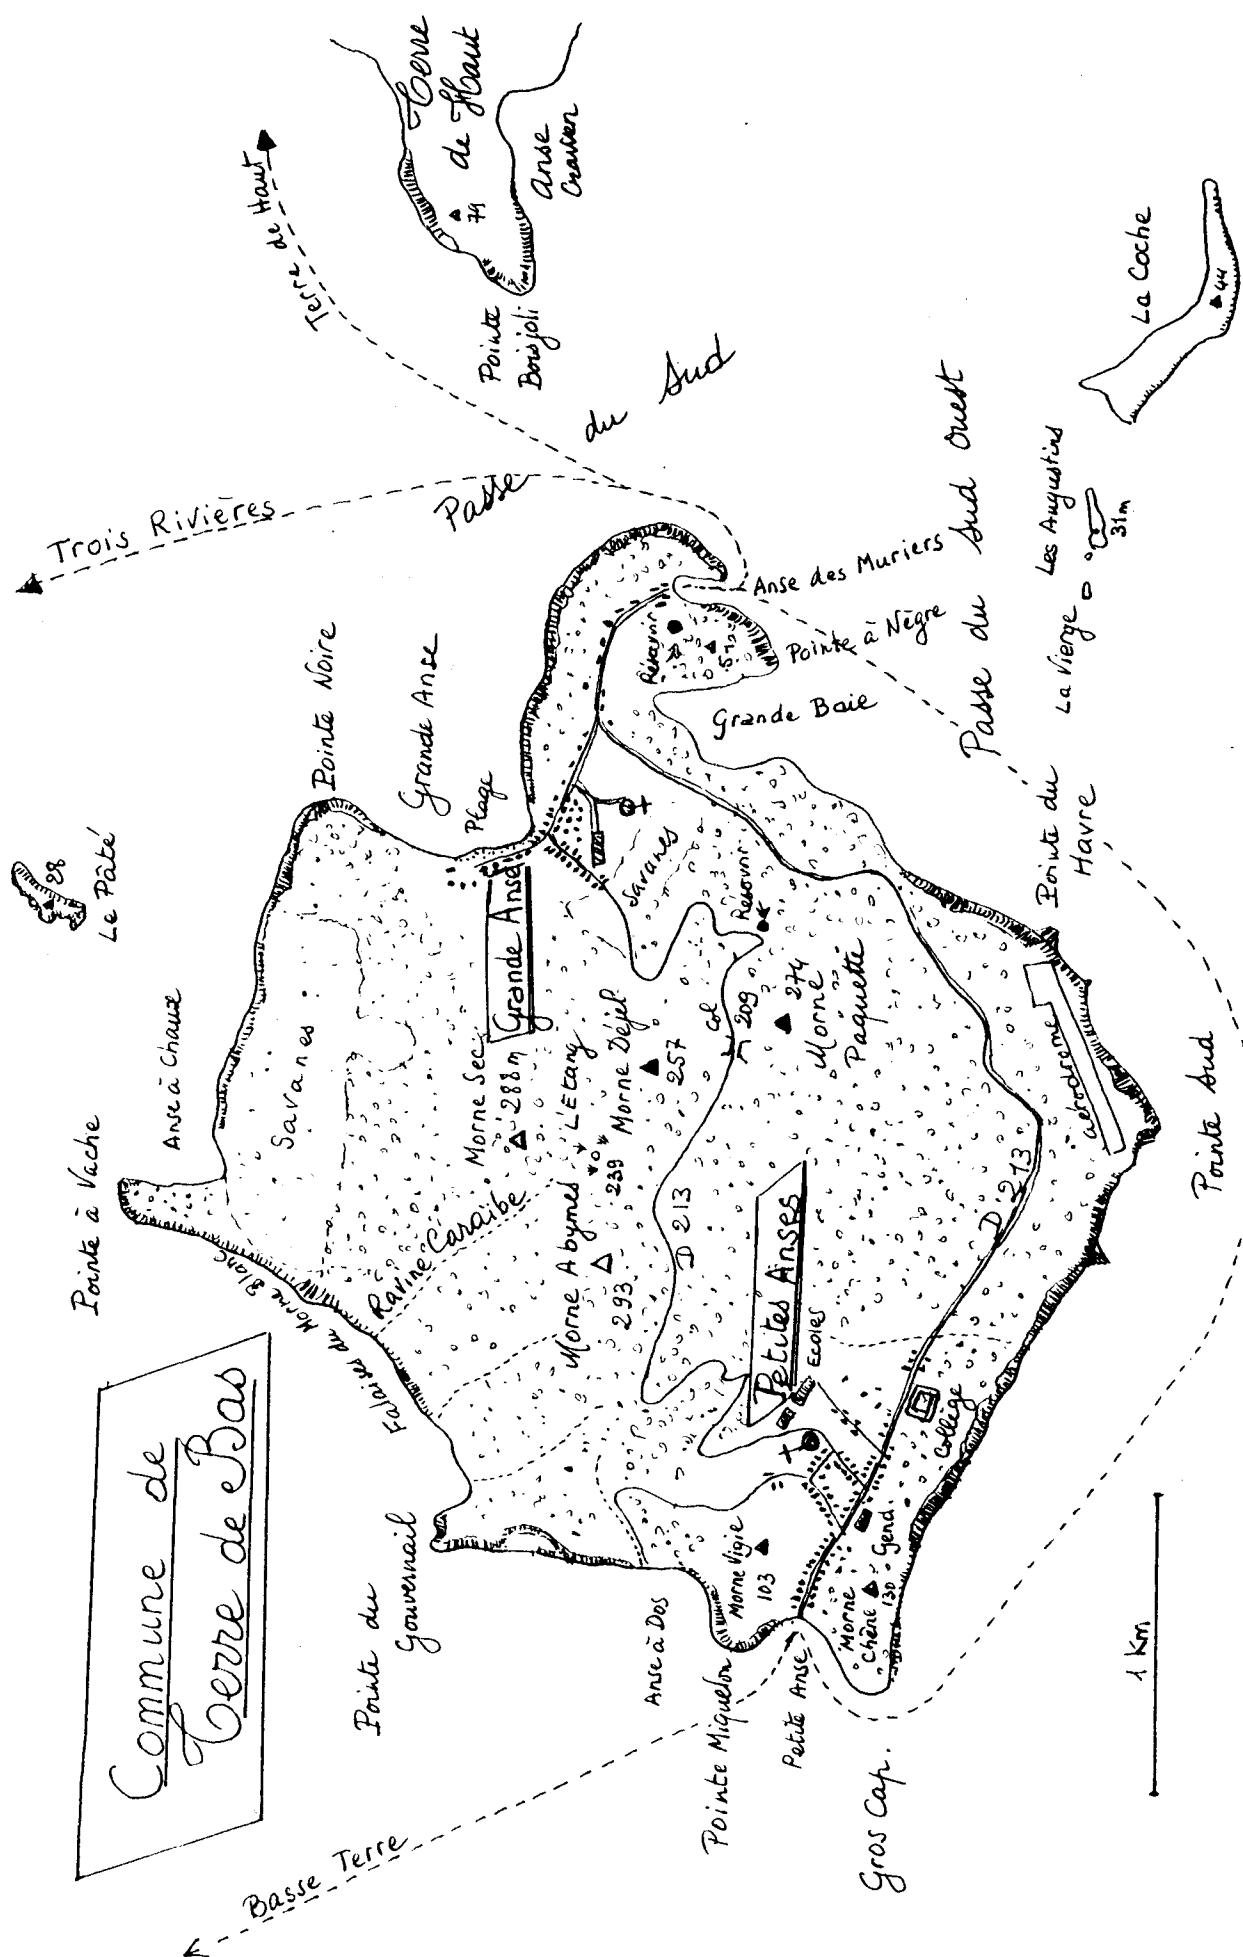 Commune de
Terre de Bas
Basse Terre
Trois Rivières
Terre de Haut
Terre
de Haut
79
Anse
Crawen
Pointe
Boisjoli
Passe
du
Sud
Le Pâté
28
Pointe à Vache
Anse à Chaux
Pointe Noire
Grande Anse
Plage
Savanes
Falaises du Morne Blanc
Ravine Caraïbe
Morne Sec
288m
Grande Anse
Morne Abymes
293
L'Etang
239
Morne Déjel
257
Col
209
Savanes
Réservoir
274
Morne
Paquette
Réservoir
57
Anse des Muriers
Pointe à Nègre
Grande Baie
Passe du Sud Ouest
La Coche
44
Les Augustins
31m
La Vierge
Pointe du
Havre
aérodrome
Pointe Sud
D 213
D 213
Petites Anses
Ecoles
Collège
Gend.
Morne
Chêne
130
Morne Vigie
103
Pointe du
Gouvernail
Anse à Dos
Pointe Miquelon
Petite Anse
Gros Cap.
1 Km